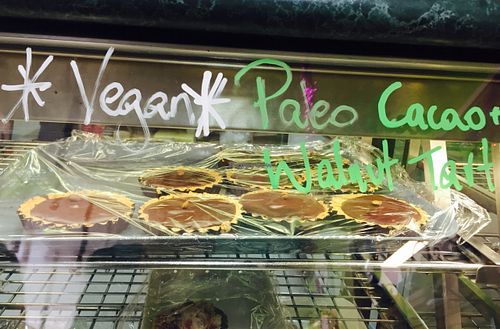 *Vegan* Paleo Cacao+
Walnut Tart